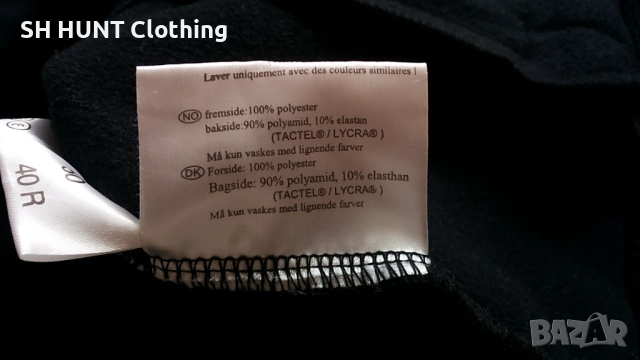 SH HUNT Clothing
Laver uniquement avec des couleurs similaires !
NO fremside:100% polyester
bakside:90% polyamid, 10% elastan
(TACTEL® / LYCRA® )
Må kun vaskes med lignende farver
DK Forside: 100% polyester
Bagside: 90% polyamid, 10% elasthan
(TACTEL® / LYCRA® )
Må kun vaskes med lignende farver
40 R
BAZAR